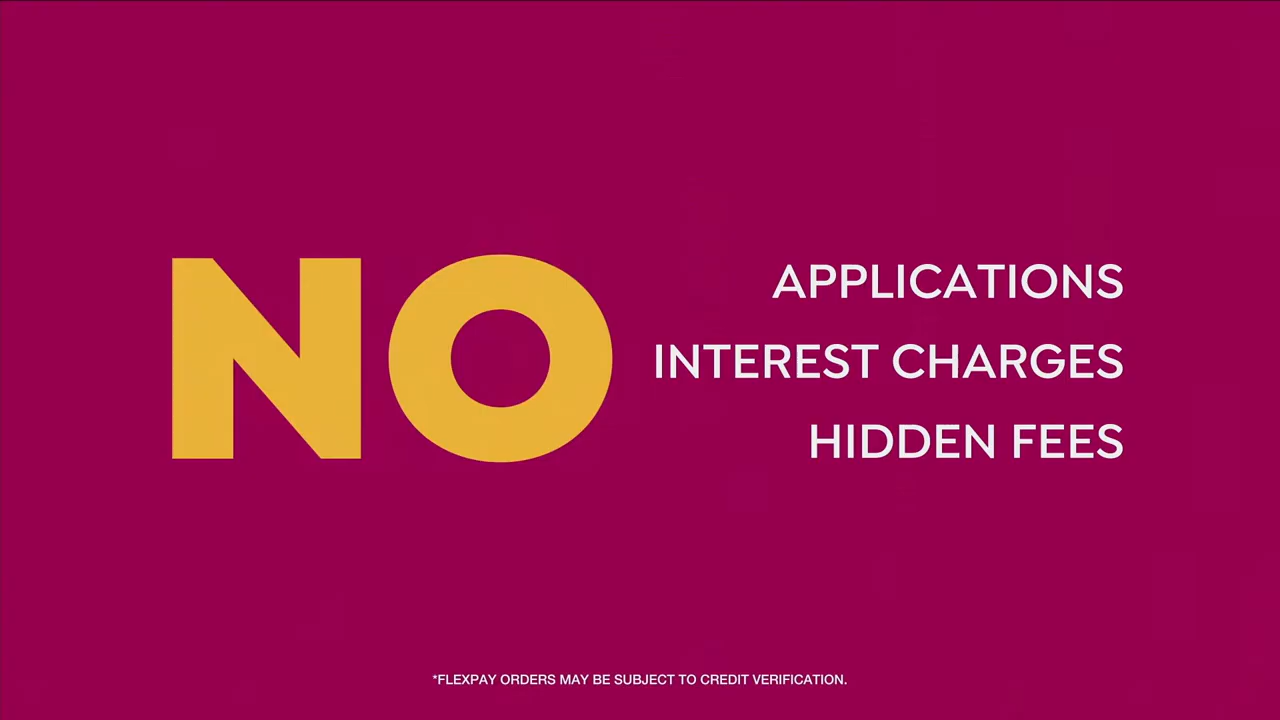 NO
APPLICATIONS
INTEREST CHARGES
HIDDEN FEES
*FLEXPAY ORDERS MAY BE SUBJECT TO CREDIT VERIFICATION.